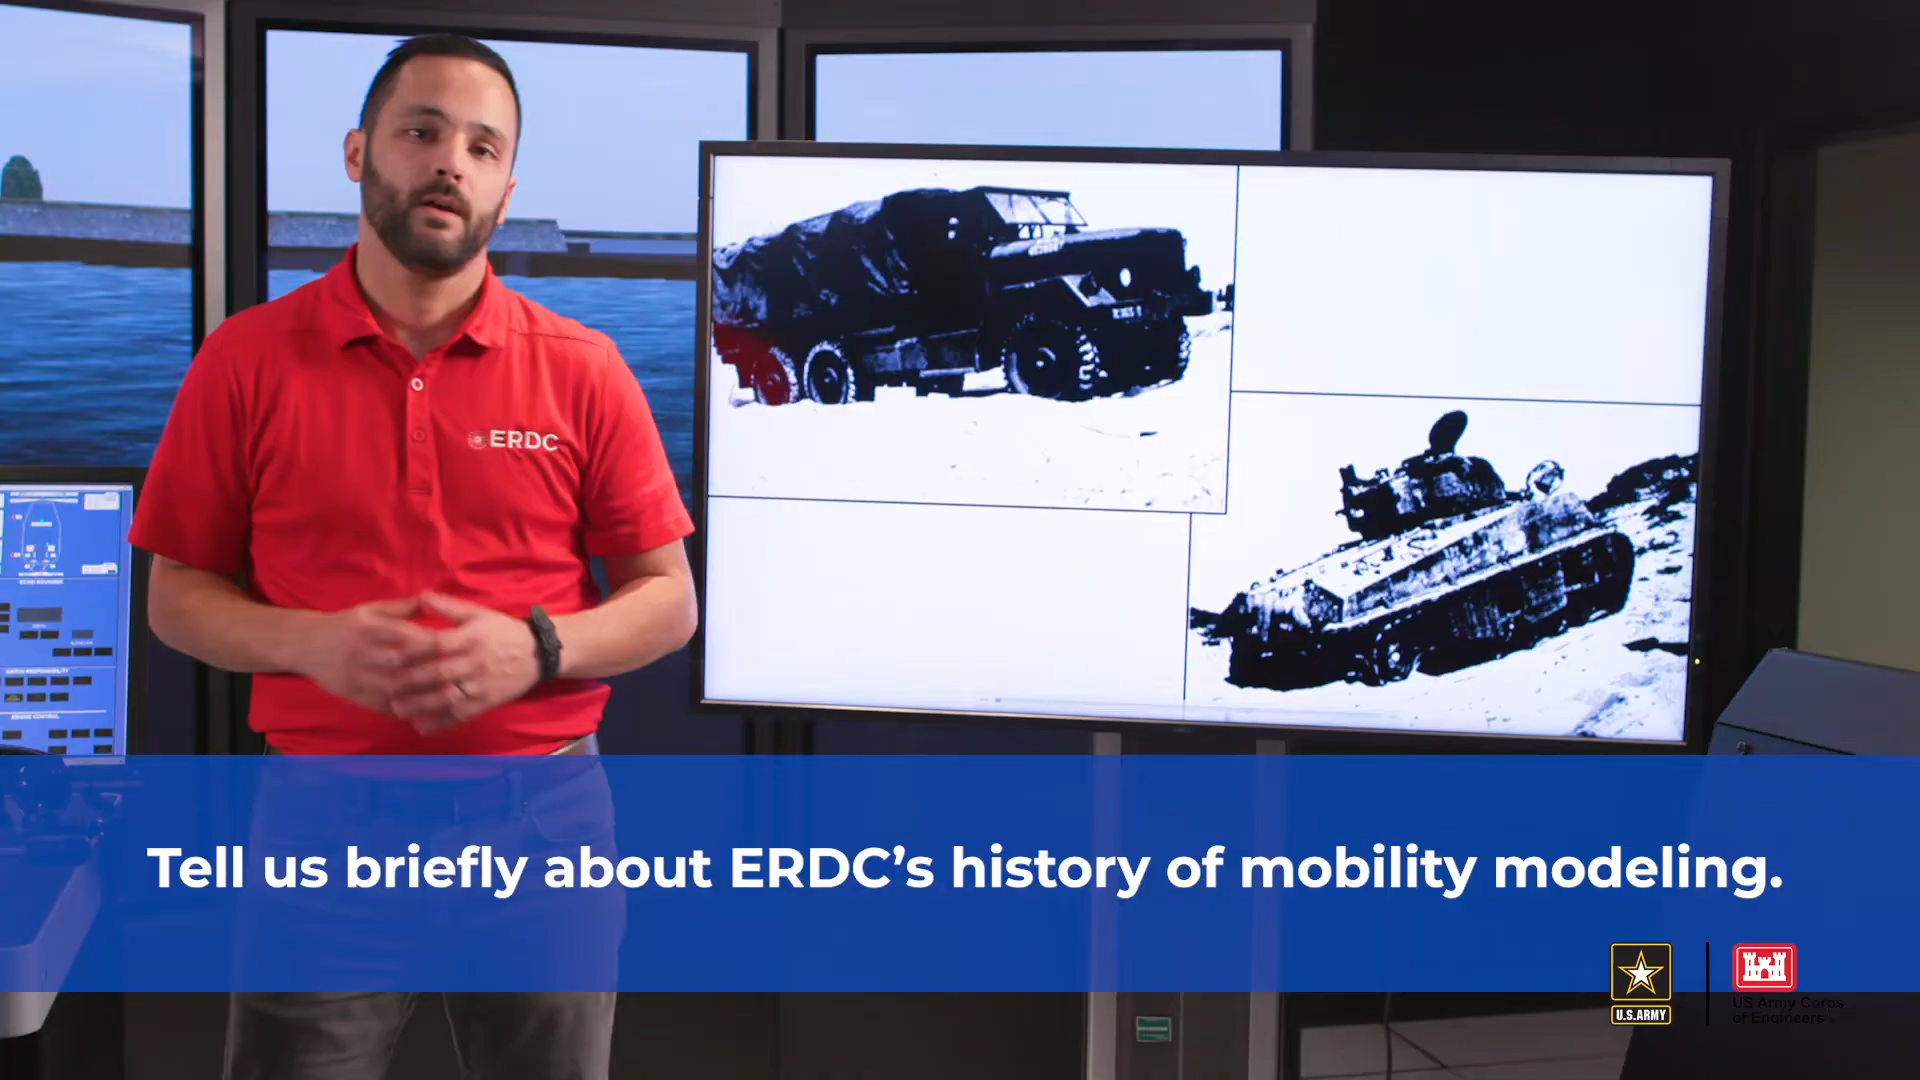 ERDC
Tell us briefly about ERDC's history of mobility modeling.
U.S.ARMY
US Army Corps
of Engineers